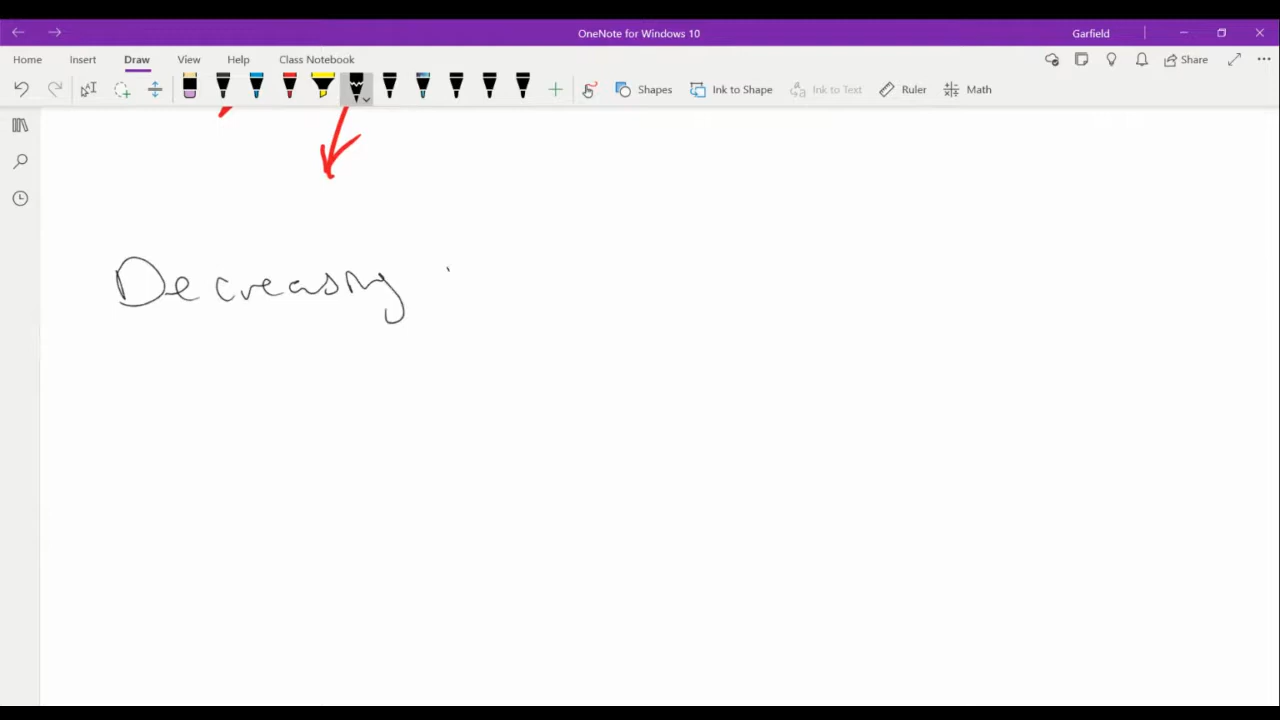 OneNote for Windows 10
Garfield
Home Insert Draw View Help Class Notebook
Share
Shapes Ink to Shape Ink to Text Ruler Math
Decreasing